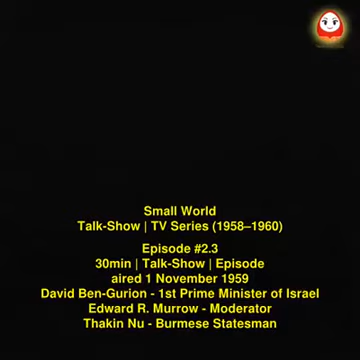 Small World
Talk-Show | TV Series (1958–1960)
Episode #2.3
30min | Talk-Show | Episode
aired 1 November 1959
David Ben-Gurion - 1st Prime Minister of Israel
Edward R. Murrow - Moderator
Thakin Nu - Burmese Statesman